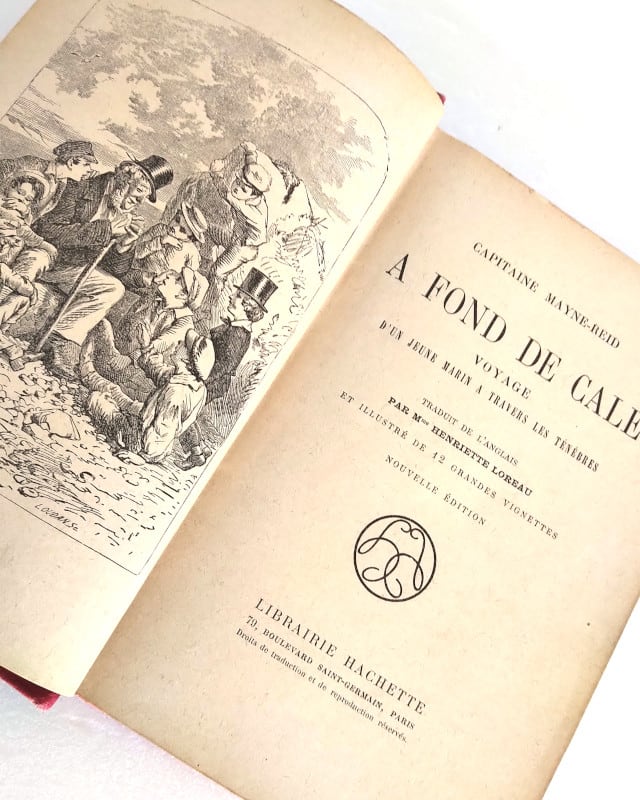 CAPITAINE MAYNE-REID
A FOND DE CALE
VOYAGE
D'UN JEUNE MARIN A TRAVERS LES TÉNÈBRES
TRADUIT DE L'ANGLAIS
PAR Mme HENRIETTE LOREAU
ET ILLUSTRÉ DE 12 GRANDES VIGNETTES
NOUVELLE ÉDITION
LIBRAIRIE HACHETTE
79, BOULEVARD SAINT-GERMAIN, PARIS
Droits de traduction et de reproduction réservés.